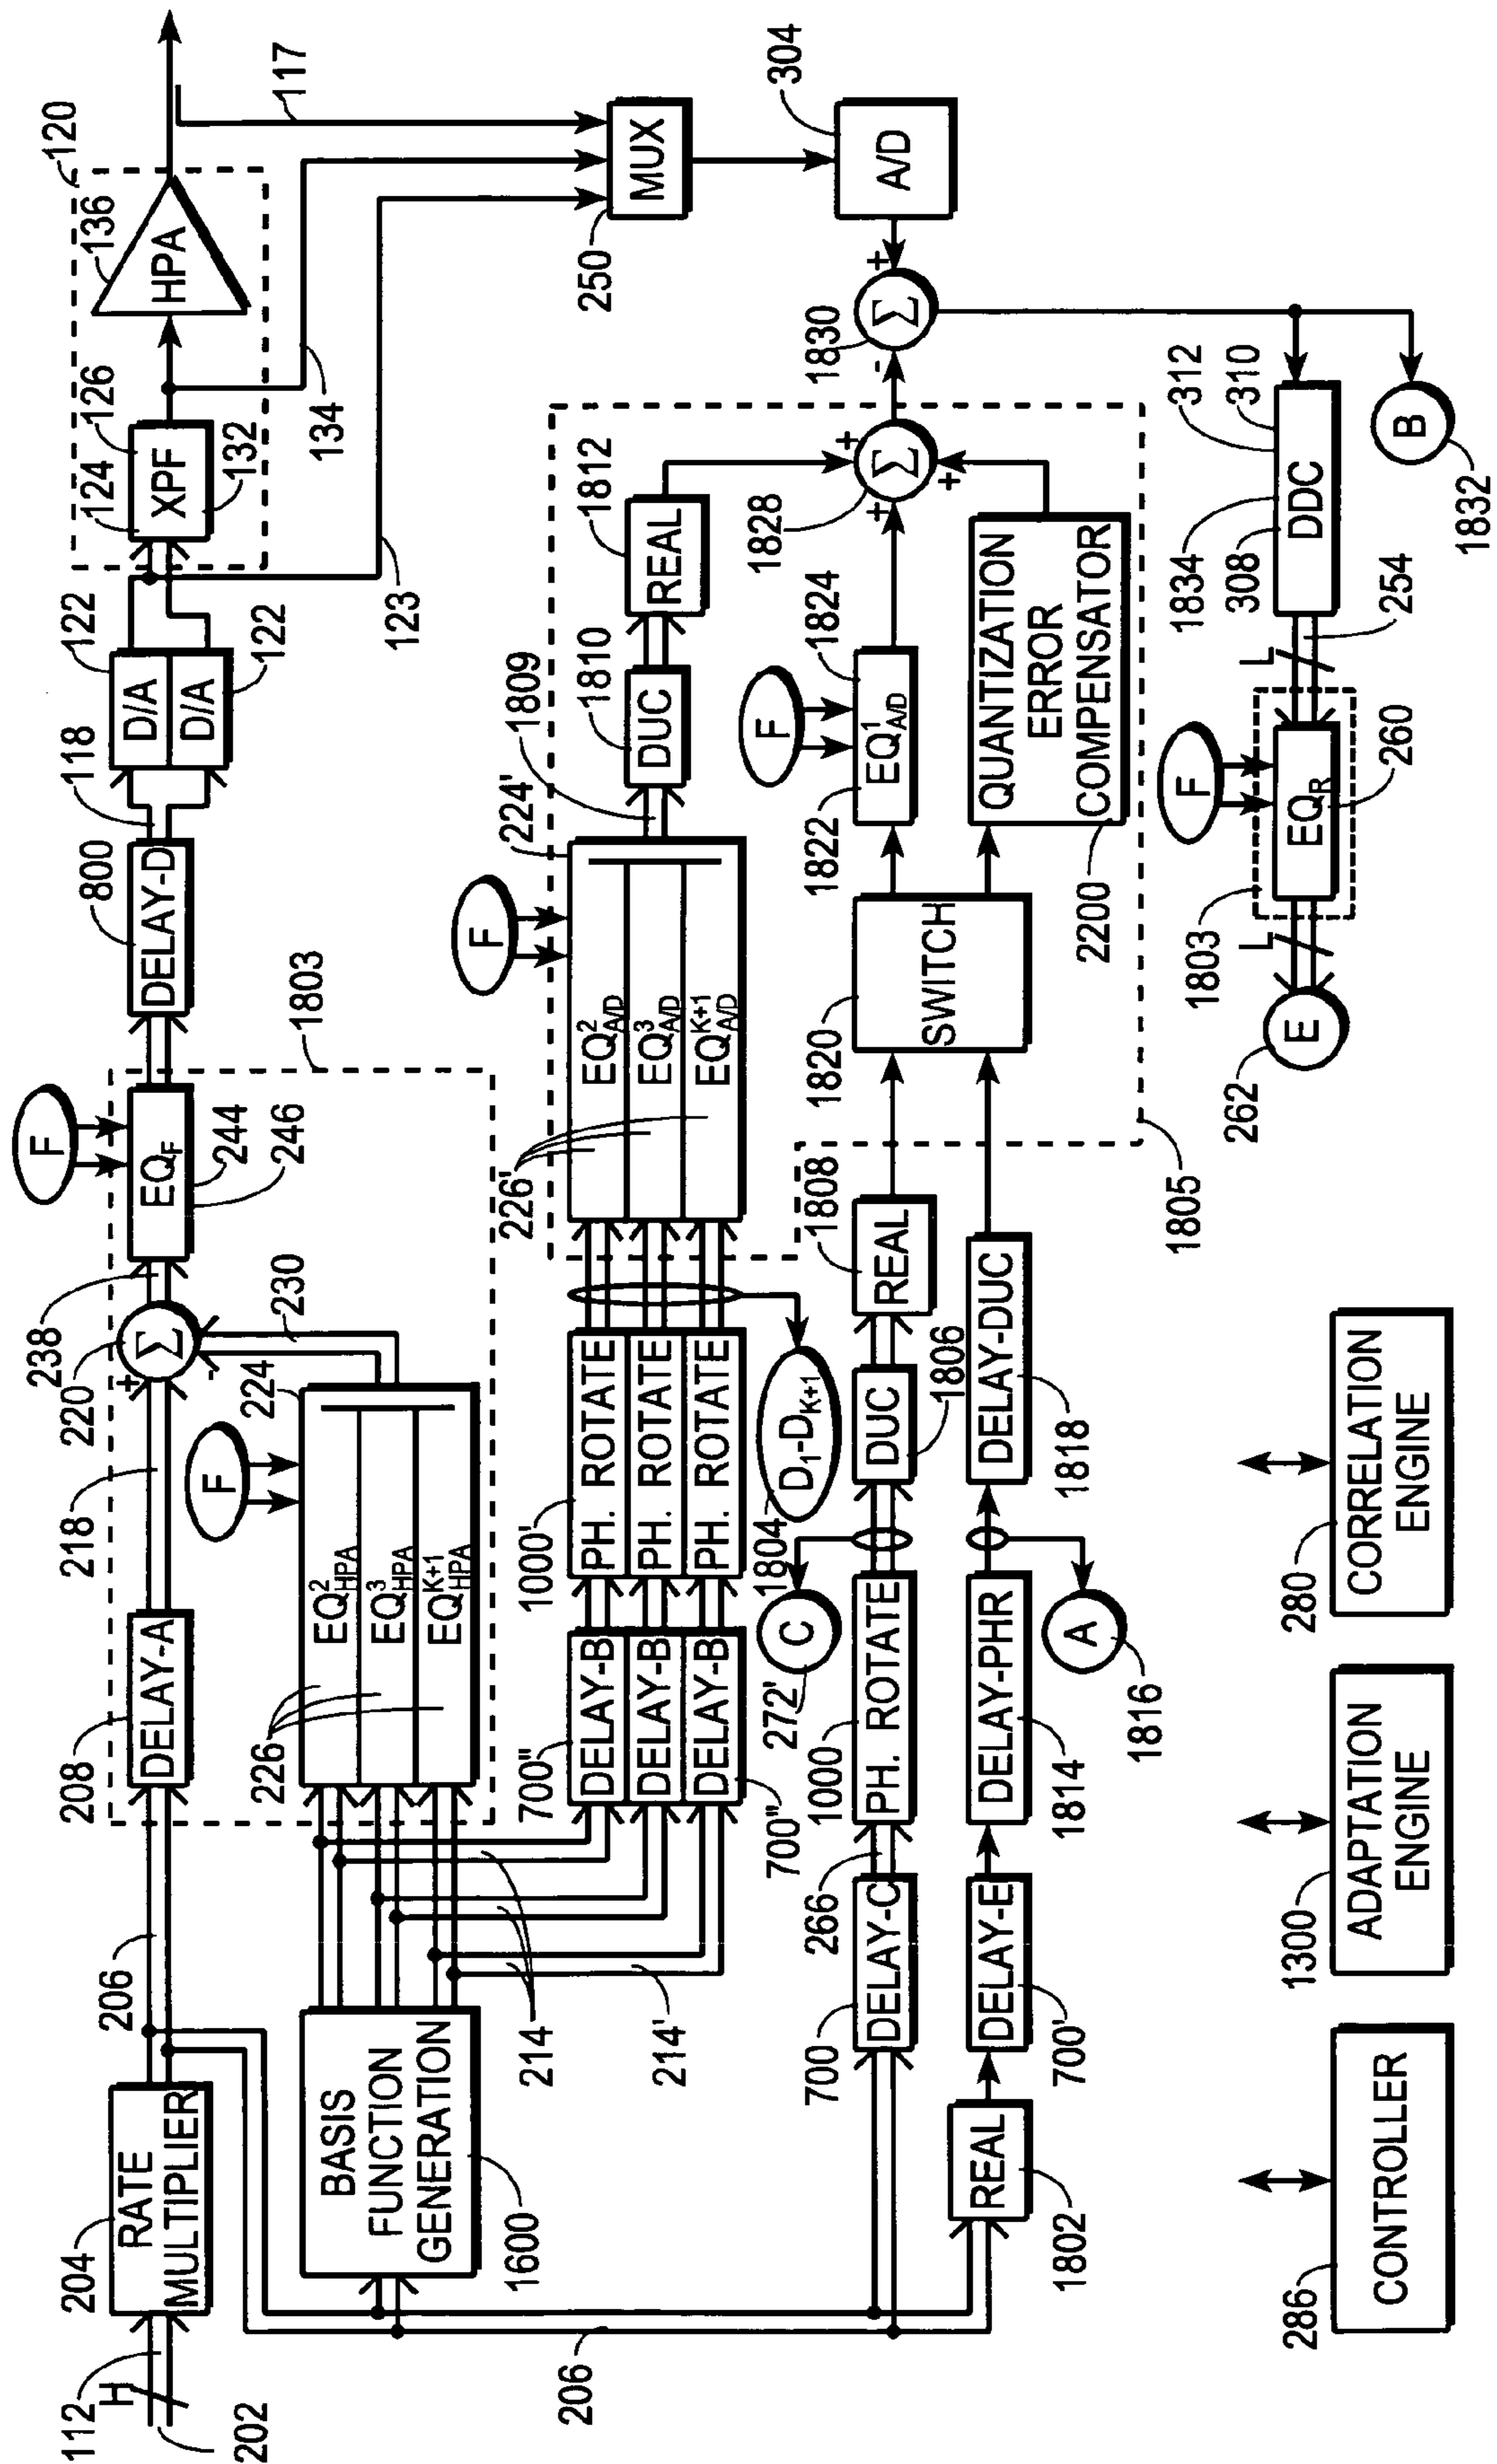 112
H
202
204
RATE
MULTIPLIER
206
208
DELAY-A
218
220
238
+
Σ
-
230
F
EQF
244
246
1803
800
DELAY-D
118
122
D/A
D/A
122
124
126
XPF
132
120
136
HPA
117
134
123
F
224
EQ²HPA
EQ³HPA
EQᴷ⁺¹HPA
226
BASIS
FUNCTION
GENERATION
1600
214
214'
700"
DELAY-B
DELAY-B
DELAY-B
700"
1000'
PH. ROTATE
PH. ROTATE
PH. ROTATE
1804
D1-DK+1
F
224'
EQ²A/D
EQ³A/D
EQᴷ⁺¹A/D
226'
1809
1810
DUC
1812
REAL
250
MUX
304
A/D
+
Σ
-
1830
206
700
DELAY-C
266
1000
PH. ROTATE
272'
C
DUC
1806
1808
REAL
1820
SWITCH
F
1822
EQ¹A/D
1824
1828
+
+
+
Σ
REAL
1802
DELAY-E
700'
DELAY-PHR
1814
A
1816
DELAY-DUC
1818
1805
2200
QUANTIZATION
ERROR
COMPENSATOR
262
E
L
1803
F
EQR
260
L
254
1834
308
DDC
312
310
B
1832
286
CONTROLLER
1300
ADAPTATION
ENGINE
280
CORRELATION
ENGINE